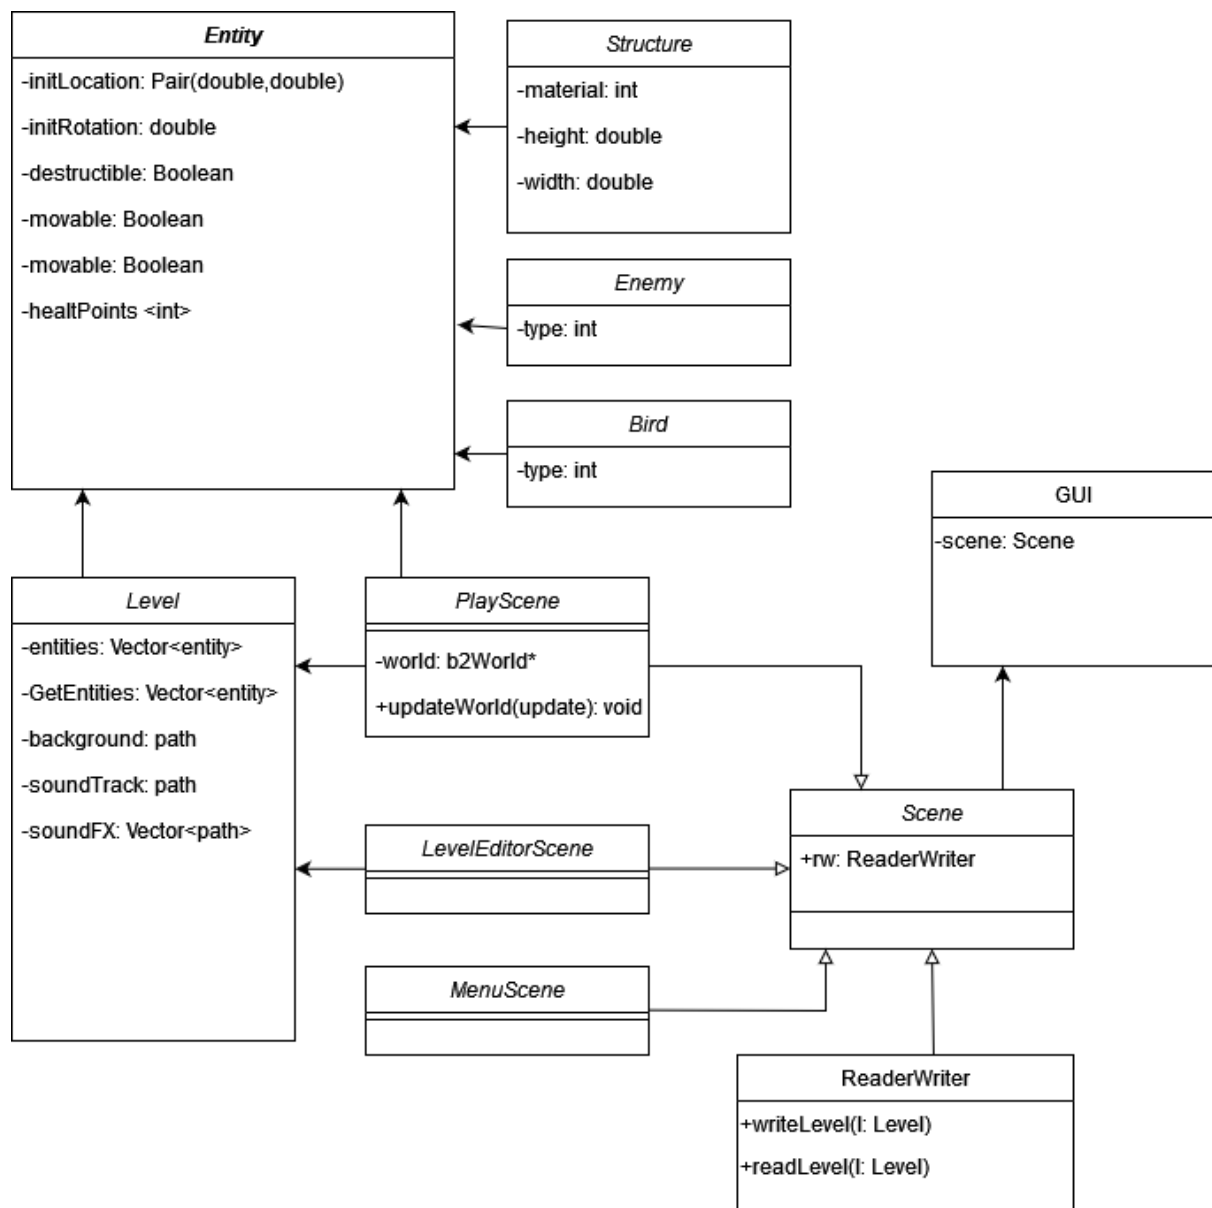 Entity
-initLocation: Pair(double,double)
-initRotation: double
-destructible: Boolean
-movable: Boolean
-movable: Boolean
-healtPoints <int>
Structure
-material: int
-height: double
-width: double
Enemy
-type: int
Bird
-type: int
GUI
-scene: Scene
Level
-entities: Vector<entity>
-GetEntities: Vector<entity>
-background: path
-soundTrack: path
-soundFX: Vector<path>
PlayScene
-world: b2World*
+updateWorld(update): void
LevelEditorScene
Scene
+rw: ReaderWriter
MenuScene
ReaderWriter
+writeLevel(l: Level)
+readLevel(l: Level)